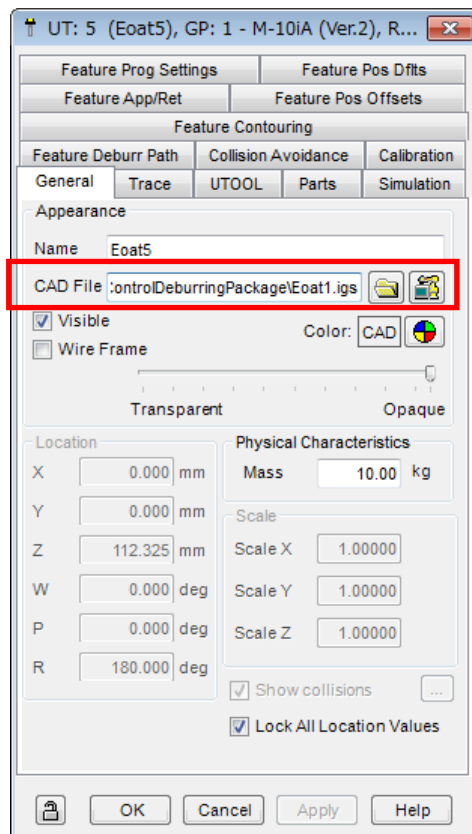 UT: 5 (Eoat5), GP: 1 - M-10iA (Ver.2), R...
Feature Prog Settings Feature Pos Dflts
Feature App/Ret Feature Pos Offsets
Feature Contouring
Feature Deburr Path Collision Avoidance Calibration
General Trace UTOOL Parts Simulation
Appearance
Name Eoat5
CAD File :ontrolDeburringPackage\Eoat1.igs
Visible
Color: CAD
Wire Frame
Transparent Opaque
Location
X 0.000 mm
Y 0.000 mm
Z 112.325 mm
W 0.000 deg
P 0.000 deg
R 180.000 deg
Physical Characteristics
Mass 10.00 kg
Scale
Scale X 1.00000
Scale Y 1.00000
Scale Z 1.00000
Show collisions ...
Lock All Location Values
OK Cancel Apply Help